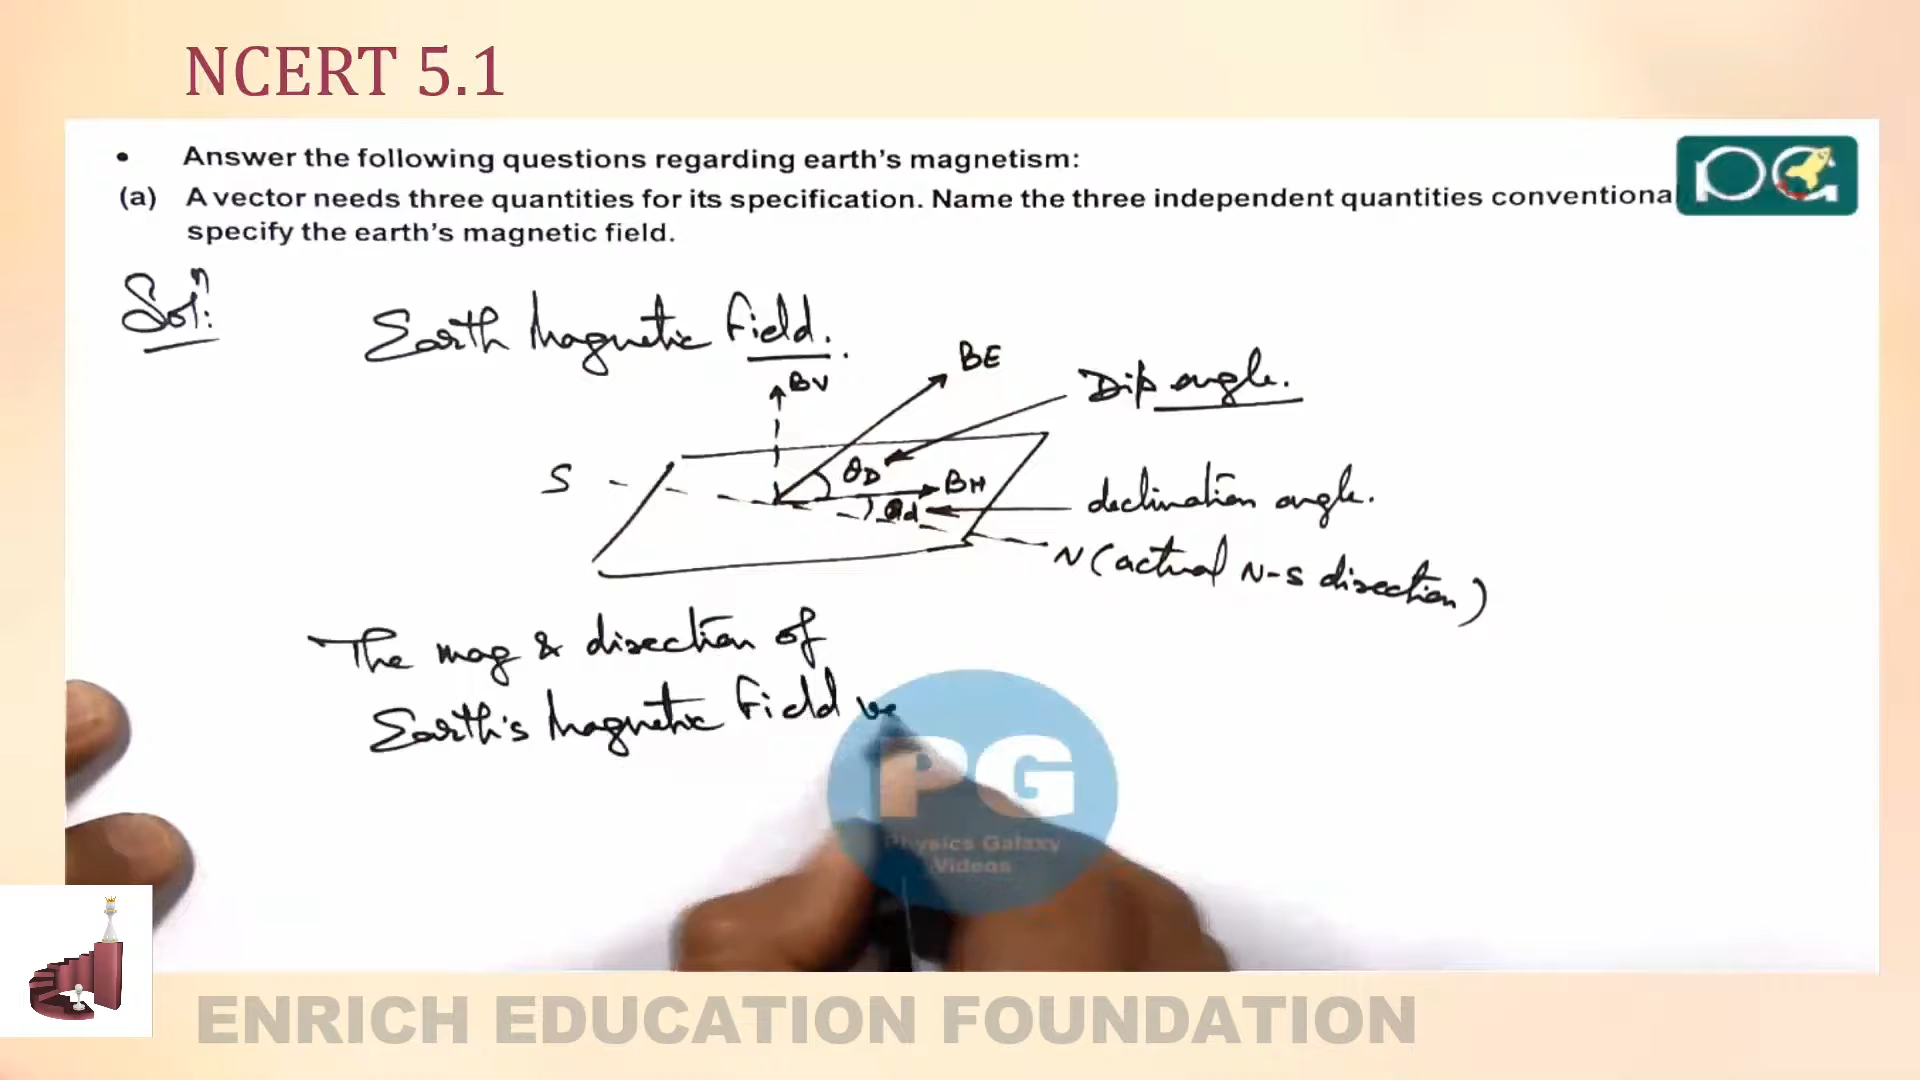 NCERT 5.1
• Answer the following questions regarding earth's magnetism:
(a) A vector needs three quantities for its specification. Name the three independent quantities conventiona
specify the earth's magnetic field.
Solⁿ:
Earth Magnetic Field.
BV
BE
Dip angle.
S
θD
BH
θd
declination angle.
N (actual N-S direction)
The mag & direction of
Earth's Magnetic Field
PG
Physics Galaxy
Videos
ENRICH EDUCATION FOUNDATION